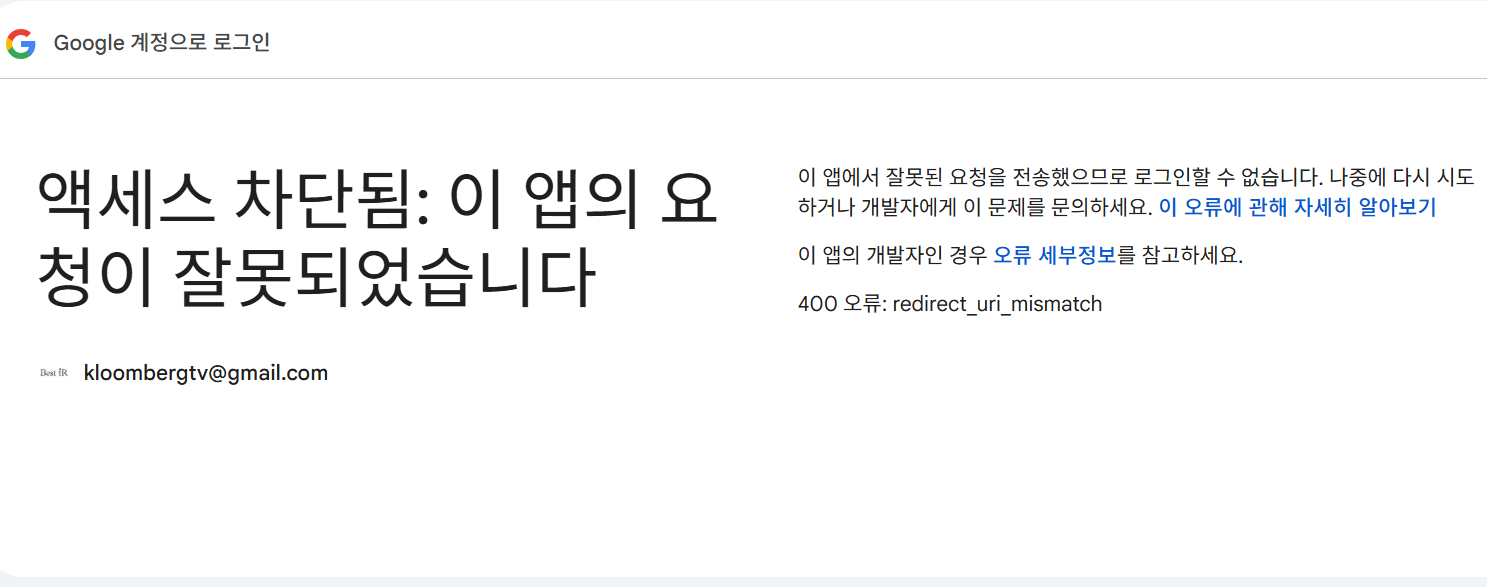 Google 계정으로 로그인
액세스 차단됨: 이 앱의 요
청이 잘못되었습니다
Best iR kloombergtv@gmail.com
이 앱에서 잘못된 요청을 전송했으므로 로그인할 수 없습니다. 나중에 다시 시도
하거나 개발자에게 이 문제를 문의하세요. 이 오류에 관해 자세히 알아보기
이 앱의 개발자인 경우 오류 세부정보를 참고하세요.
400 오류: redirect_uri_mismatch